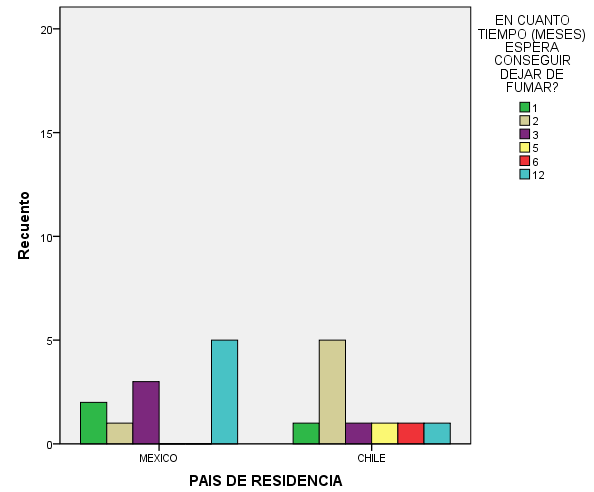 EN CUANTO
TIEMPO (MESES)
ESPERA
CONSEGUIR
DEJAR DE
FUMAR?
1
2
3
5
6
12
20
15
10
5
0
Recuento
MEXICO
CHILE
PAIS DE RESIDENCIA